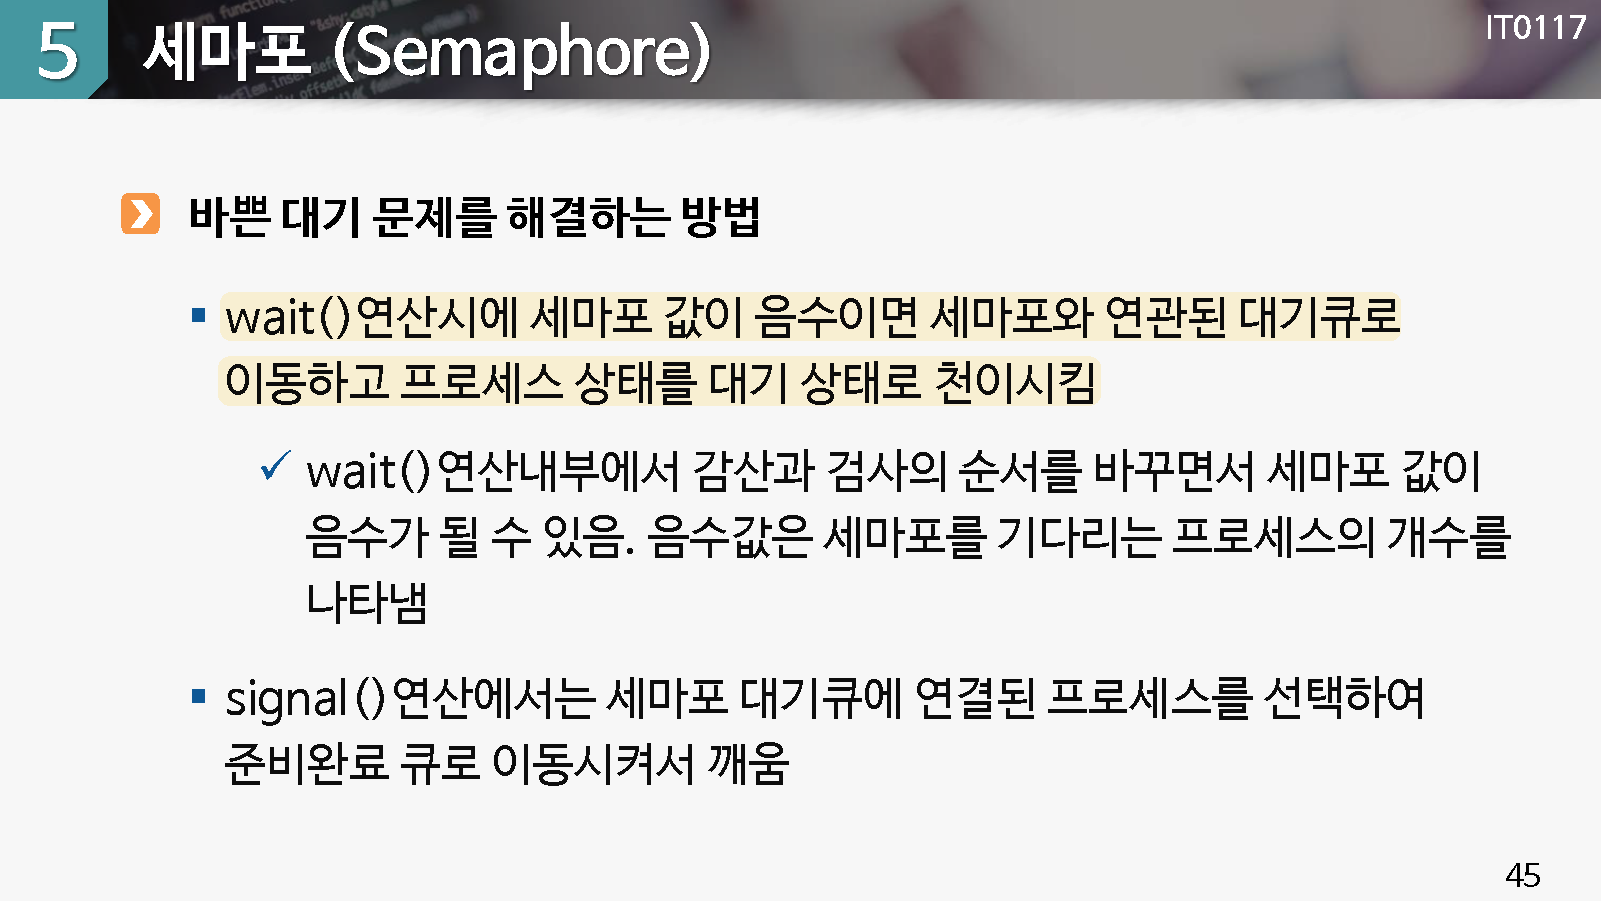 5 세마포 (Semaphore)
IT0117
바쁜 대기 문제를 해결하는 방법
wait()연산시에 세마포 값이 음수이면 세마포와 연관된 대기큐로
이동하고 프로세스 상태를 대기 상태로 천이시킴
wait()연산내부에서 감산과 검사의 순서를 바꾸면서 세마포 값이
음수가 될 수 있음. 음수값은 세마포를 기다리는 프로세스의 개수를
나타냄
signal()연산에서는 세마포 대기큐에 연결된 프로세스를 선택하여
준비완료 큐로 이동시켜서 깨움
45